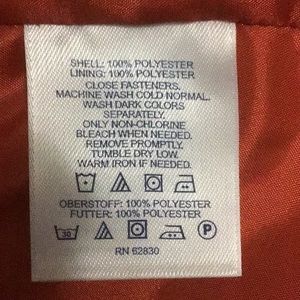 SHELL: 100% POLYESTER
LINING: 100% POLYESTER
CLOSE FASTENERS.
MACHINE WASH COLD NORMAL.
WASH DARK COLORS
SEPARATELY.
ONLY NON-CHLORINE
BLEACH WHEN NEEDED.
REMOVE PROMPTLY.
TUMBLE DRY LOW.
WARM IRON IF NEEDED.
OBERSTOFF: 100% POLYESTER
FUTTER: 100% POLYESTER
30 P
RN 62830